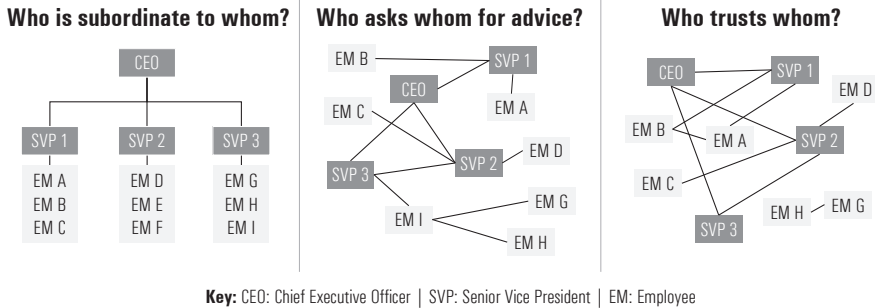 Who is subordinate to whom?
CEO
SVP 1 SVP 2 SVP 3
EM A EM D EM G
EM B EM E EM H
EM C EM F EM I
Who asks whom for advice?
EM B
SVP 1
CEO
EM C
EM A
EM D
SVP 2
SVP 3
EM G
EM I
EM H
Who trusts whom?
CEO
SVP 1
EM D
EM B
EM A
SVP 2
EM C
EM H
EM G
SVP 3
Key: CEO: Chief Executive Officer | SVP: Senior Vice President | EM: Employee